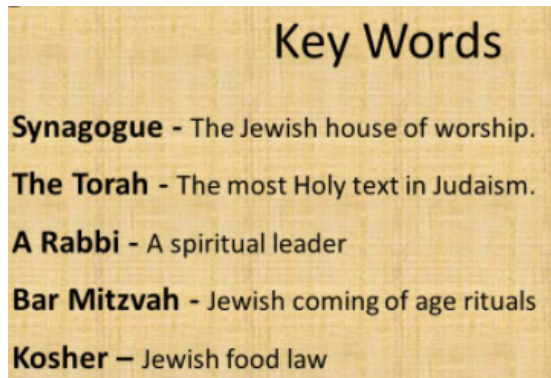 Key Words
Synagogue - The Jewish house of worship.
The Torah - The most Holy text in Judaism.
A Rabbi - A spiritual leader
Bar Mitzvah - Jewish coming of age rituals
Kosher – Jewish food law